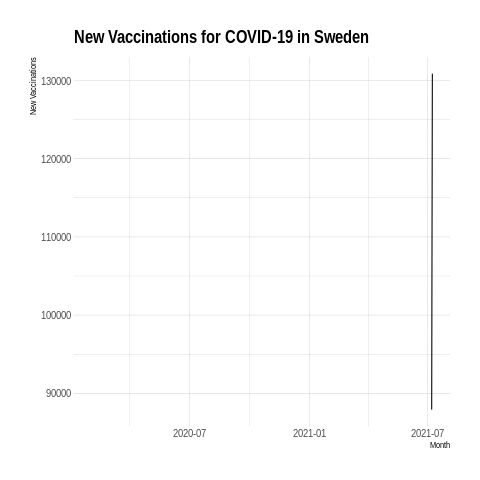 New Vaccinations for COVID-19 in Sweden
New Vaccinations
130000
120000
110000
100000
90000
2020-07 2021-01 2021-07
Month